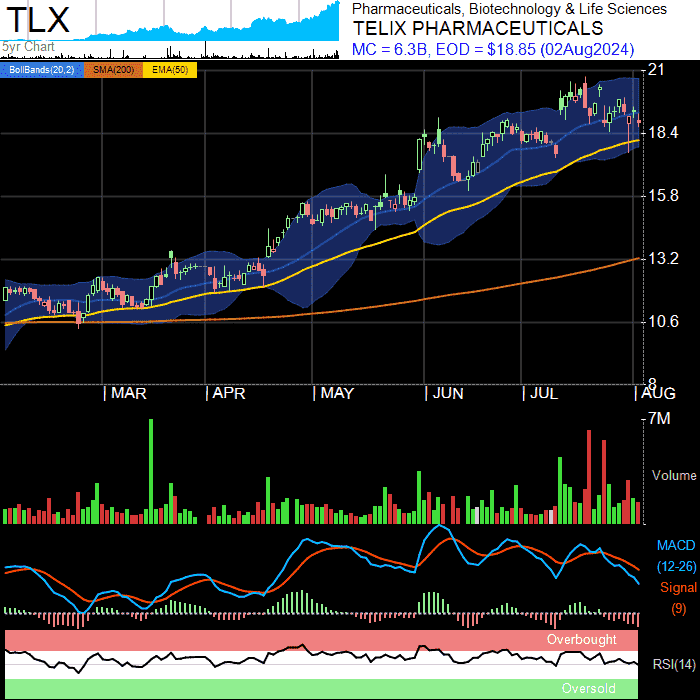 TLX
Pharmaceuticals, Biotechnology & Life Sciences
TELIX PHARMACEUTICALS
MC = 6.3B, EOD = $18.85 (02Aug2024)
5yr Chart
BollBands(20,2) SMA(200) EMA(50)
21
18.4
15.8
13.2
10.6
8
MAR APR MAY JUN JUL AUG
7M
Volume
MACD
(12-26)
Signal
(9)
Overbought
RSI(14)
Oversold